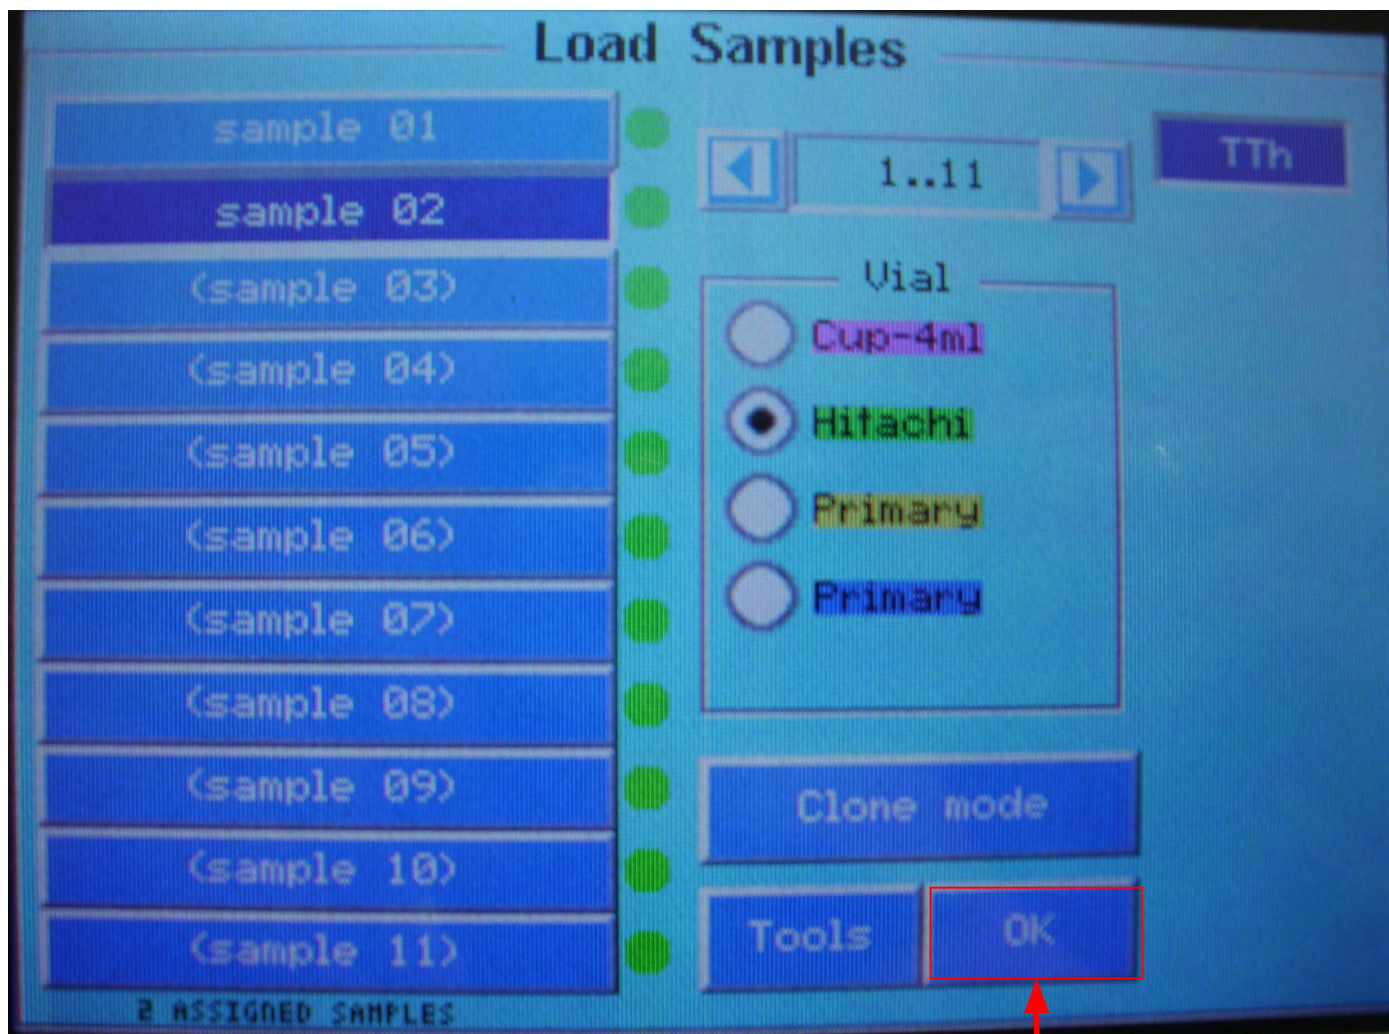 Load Samples
sample 01
sample 02
(sample 03)
(sample 04)
(sample 05)
(sample 06)
(sample 07)
(sample 08)
(sample 09)
(sample 10)
(sample 11)
2 ASSIGNED SAMPLES
1..11
TTh
Vial
Cup-4ml
Hitachi
Primary
Primary
Clone mode
Tools
OK